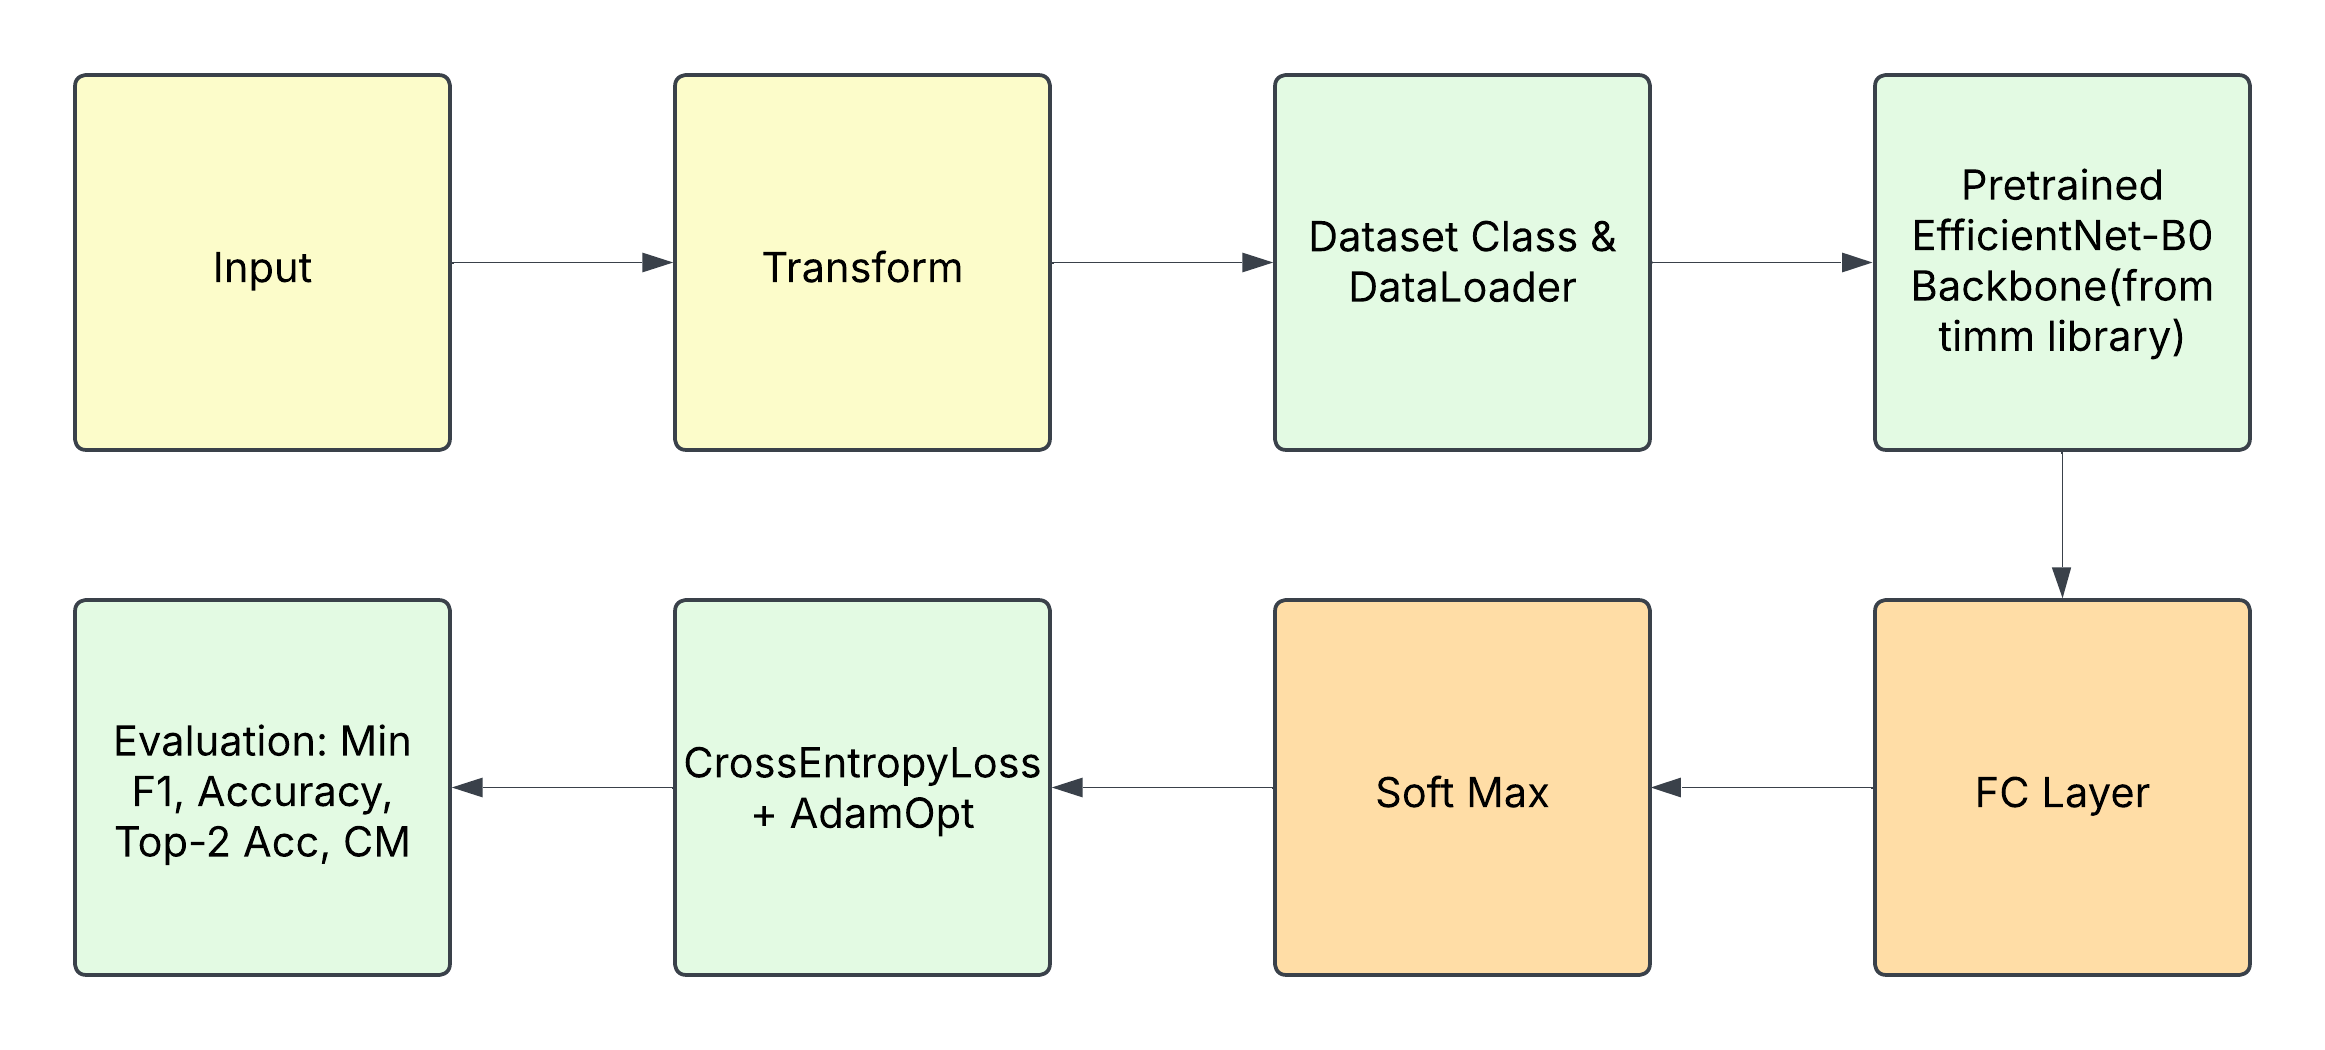 Input
Transform
Dataset Class &
DataLoader
Pretrained
EfficientNet-B0
Backbone(from
timm library)
FC Layer
Soft Max
CrossEntropyLoss
+ AdamOpt
Evaluation: Min
F1, Accuracy,
Top-2 Acc, CM